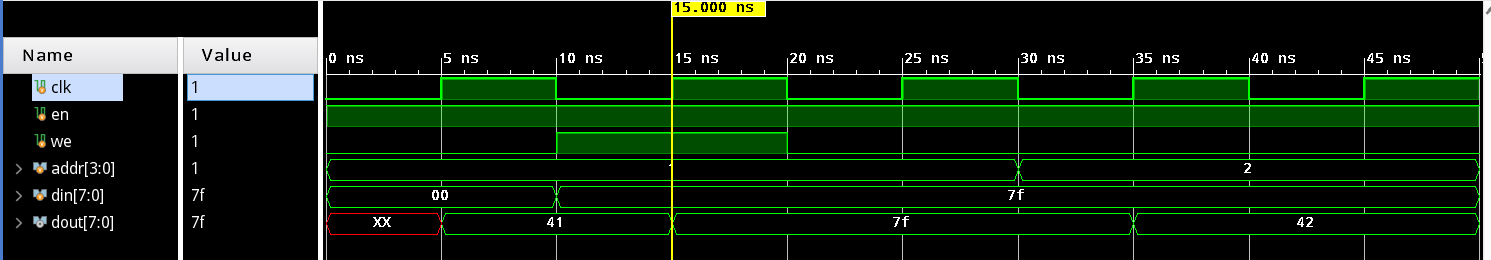 15.000 ns
Name Value 0 ns 5 ns 10 ns 15 ns 20 ns 25 ns 30 ns 35 ns 40 ns 45 ns
clk 1
en 1
we 1
addr[3:0] 1 2
din[7:0] 7f 00 7f
dout[7:0] 7f XX 41 7f 42